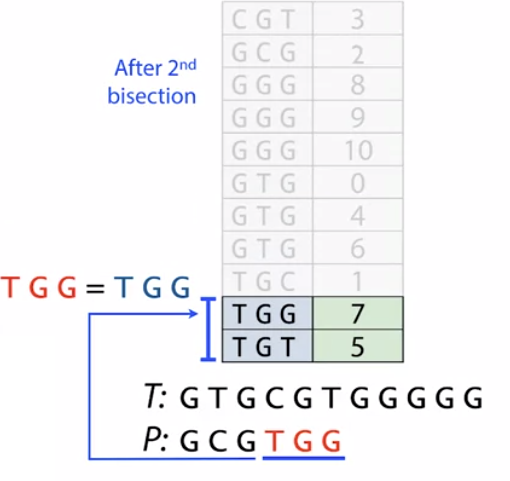 C G T 3
G C G 2
After 2nd
bisection
G G G 8
G G G 9
G G G 10
G T G 0
G T G 4
G T G 6
T G C 1
T G G = T G G
T G G 7
T G T 5
T: G T G C G T G G G G G
P: G C G T G G